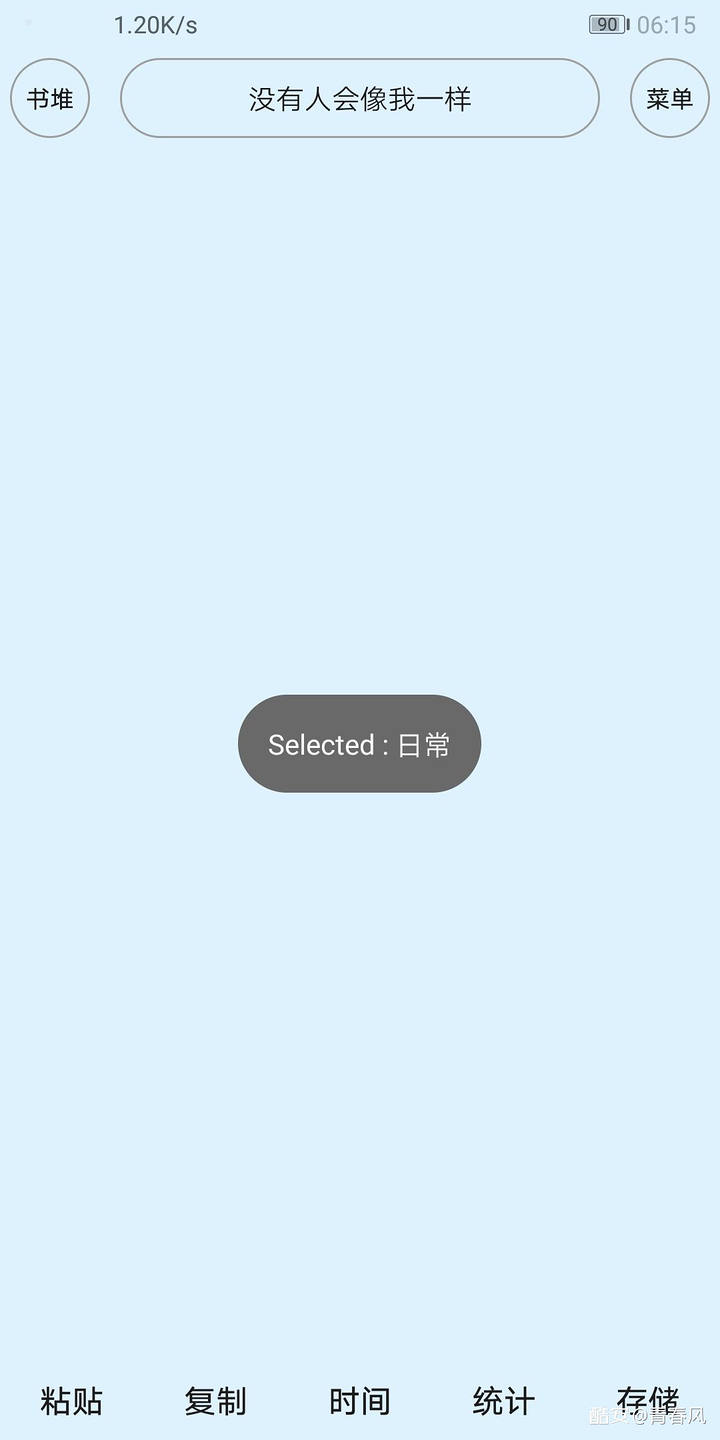 1.20K/s
90 06:15
书堆
没有人会像我一样
菜单
Selected : 日常
粘贴 复制 时间 统计 存储
酷安@青春风